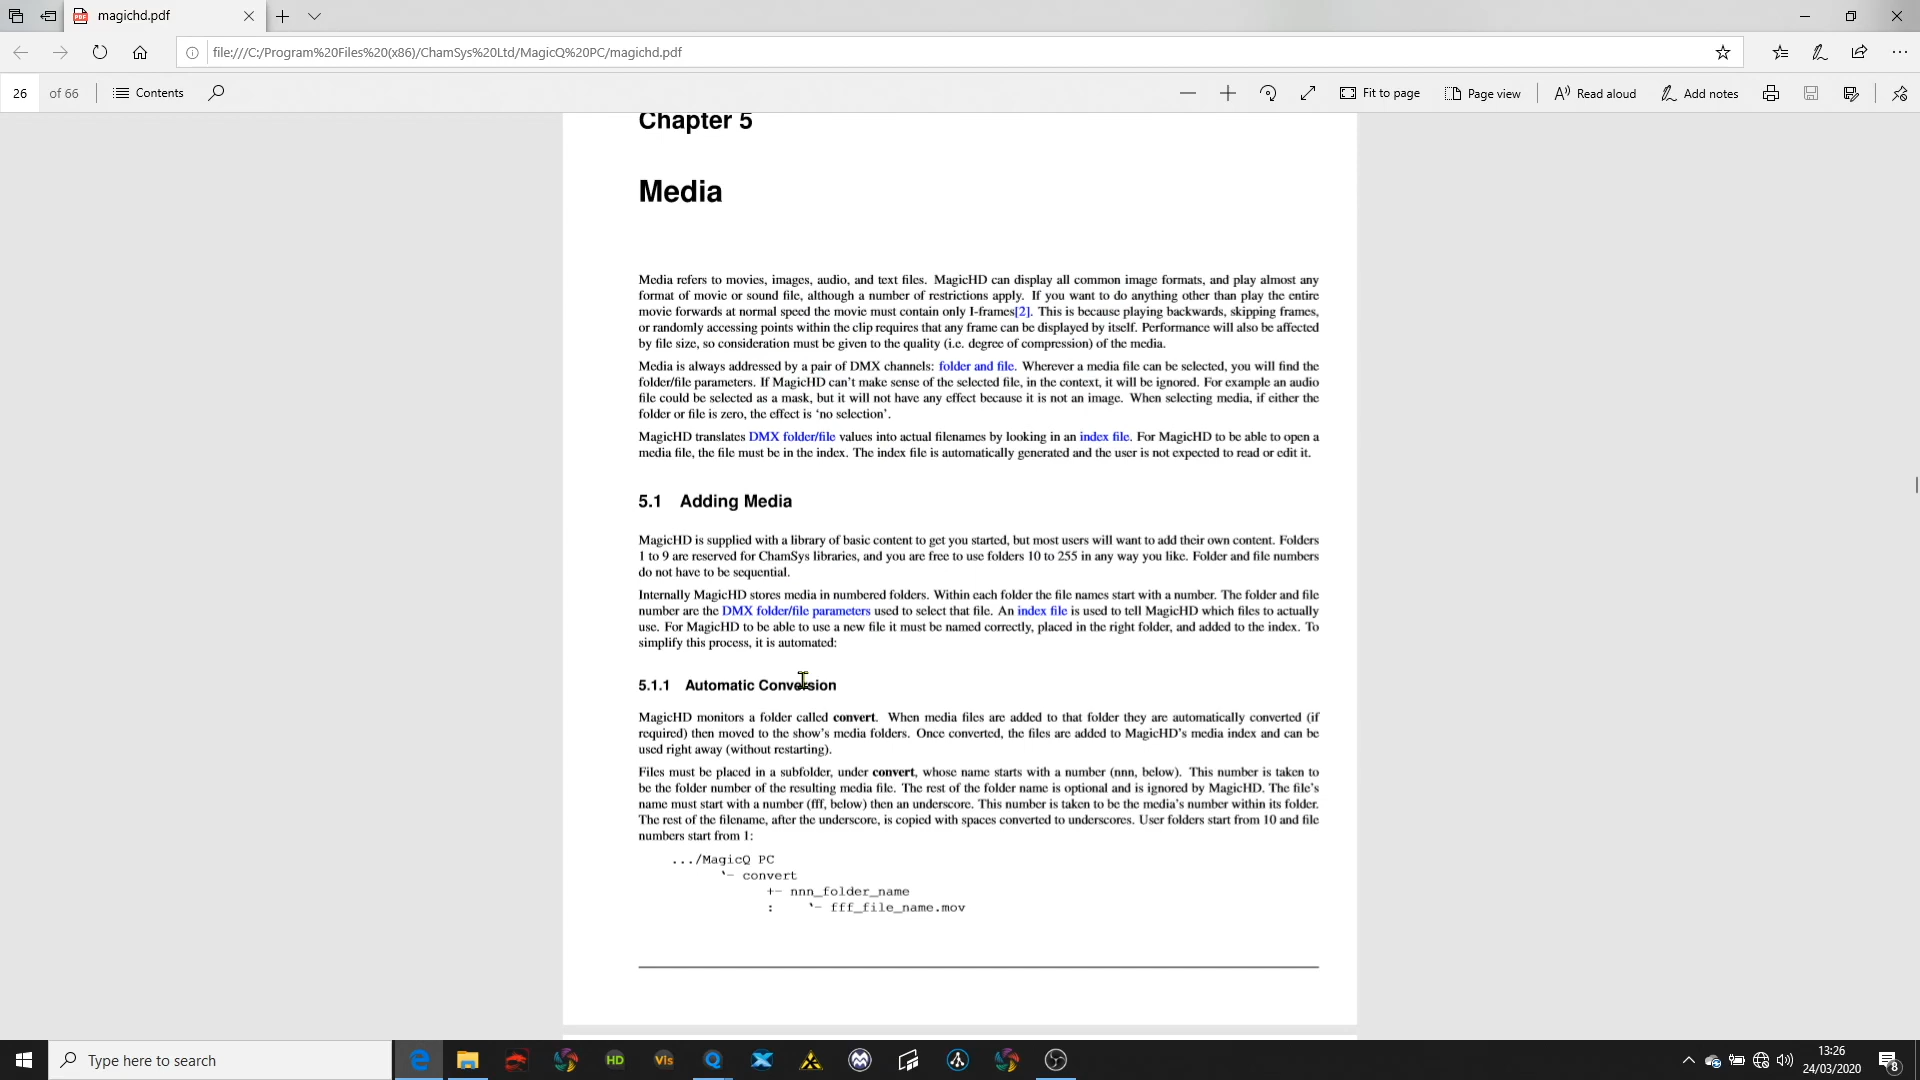 magichd.pdf
file:///C:/Program%20Files%20(x86)/ChamSys%20Ltd/MagicQ%20PC/magichd.pdf
26 of 66 Contents Fit to page Page view Read aloud Add notes
Chapter 5
Media
Media refers to movies, images, audio, and text files. MagicHD can display all common image formats, and play almost any
format of movie or sound file, although a number of restrictions apply. If you want to do anything other than play the entire
movie forwards at normal speed the movie must contain only I-frames[2]. This is because playing backwards, skipping frames,
or randomly accessing points within the clip requires that any frame can be displayed by itself. Performance will also be affected
by file size, so consideration must be given to the quality (i.e. degree of compression) of the media.
Media is always addressed by a pair of DMX channels: folder and file. Wherever a media file can be selected, you will find the
folder/file parameters. If MagicHD can't make sense of the selected file, in the context, it will be ignored. For example an audio
file could be selected as a mask, but it will not have any effect because it is not an image. When selecting media, if either the
folder or file is zero, the effect is 'no selection'.
MagicHD translates DMX folder/file values into actual filenames by looking in an index file. For MagicHD to be able to open a
media file, the file must be in the index. The index file is automatically generated and the user is not expected to read or edit it.
5.1 Adding Media
MagicHD is supplied with a library of basic content to get you started, but most users will want to add their own content. Folders
1 to 9 are reserved for ChamSys libraries, and you are free to use folders 10 to 255 in any way you like. Folder and file numbers
do not have to be sequential.
Internally MagicHD stores media in numbered folders. Within each folder the file names start with a number. The folder and file
number are the DMX folder/file parameters used to select that file. An index file is used to tell MagicHD which files to actually
use. For MagicHD to be able to use a new file it must be named correctly, placed in the right folder, and added to the index. To
simplify this process, it is automated:
5.1.1 Automatic Conversion
MagicHD monitors a folder called convert. When media files are added to that folder they are automatically converted (if
required) then moved to the show's media folders. Once converted, the files are added to MagicHD's media index and can be
used right away (without restarting).
Files must be placed in a subfolder, under convert, whose name starts with a number (nnn, below). This number is taken to
be the folder number of the resulting media file. The rest of the folder name is optional and is ignored by MagicHD. The file's
name must start with a number (fff, below) then an underscore. This number is taken to be the media's number within its folder.
The rest of the filename, after the underscore, is copied with spaces converted to underscores. User folders start from 10 and file
numbers start from 1:
.../MagicQ PC
‘- convert
+- nnn_folder_name
: ‘- fff_file_name.mov
Type here to search
HD
Vis
13:26
24/03/2020
8